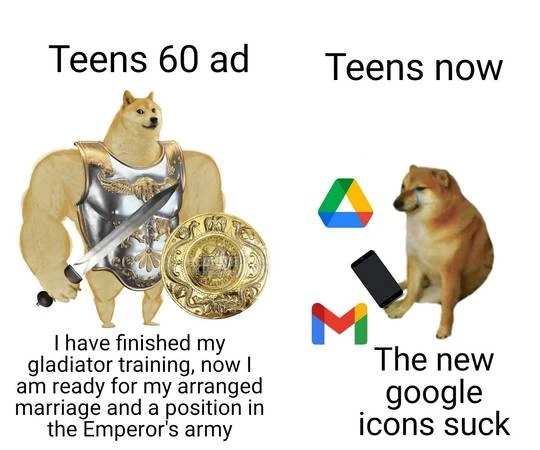 Teens 60 ad
Teens now
I have finished my
gladiator training, now I
am ready for my arranged
marriage and a position in
the Emperor's army
The new
google
icons suck